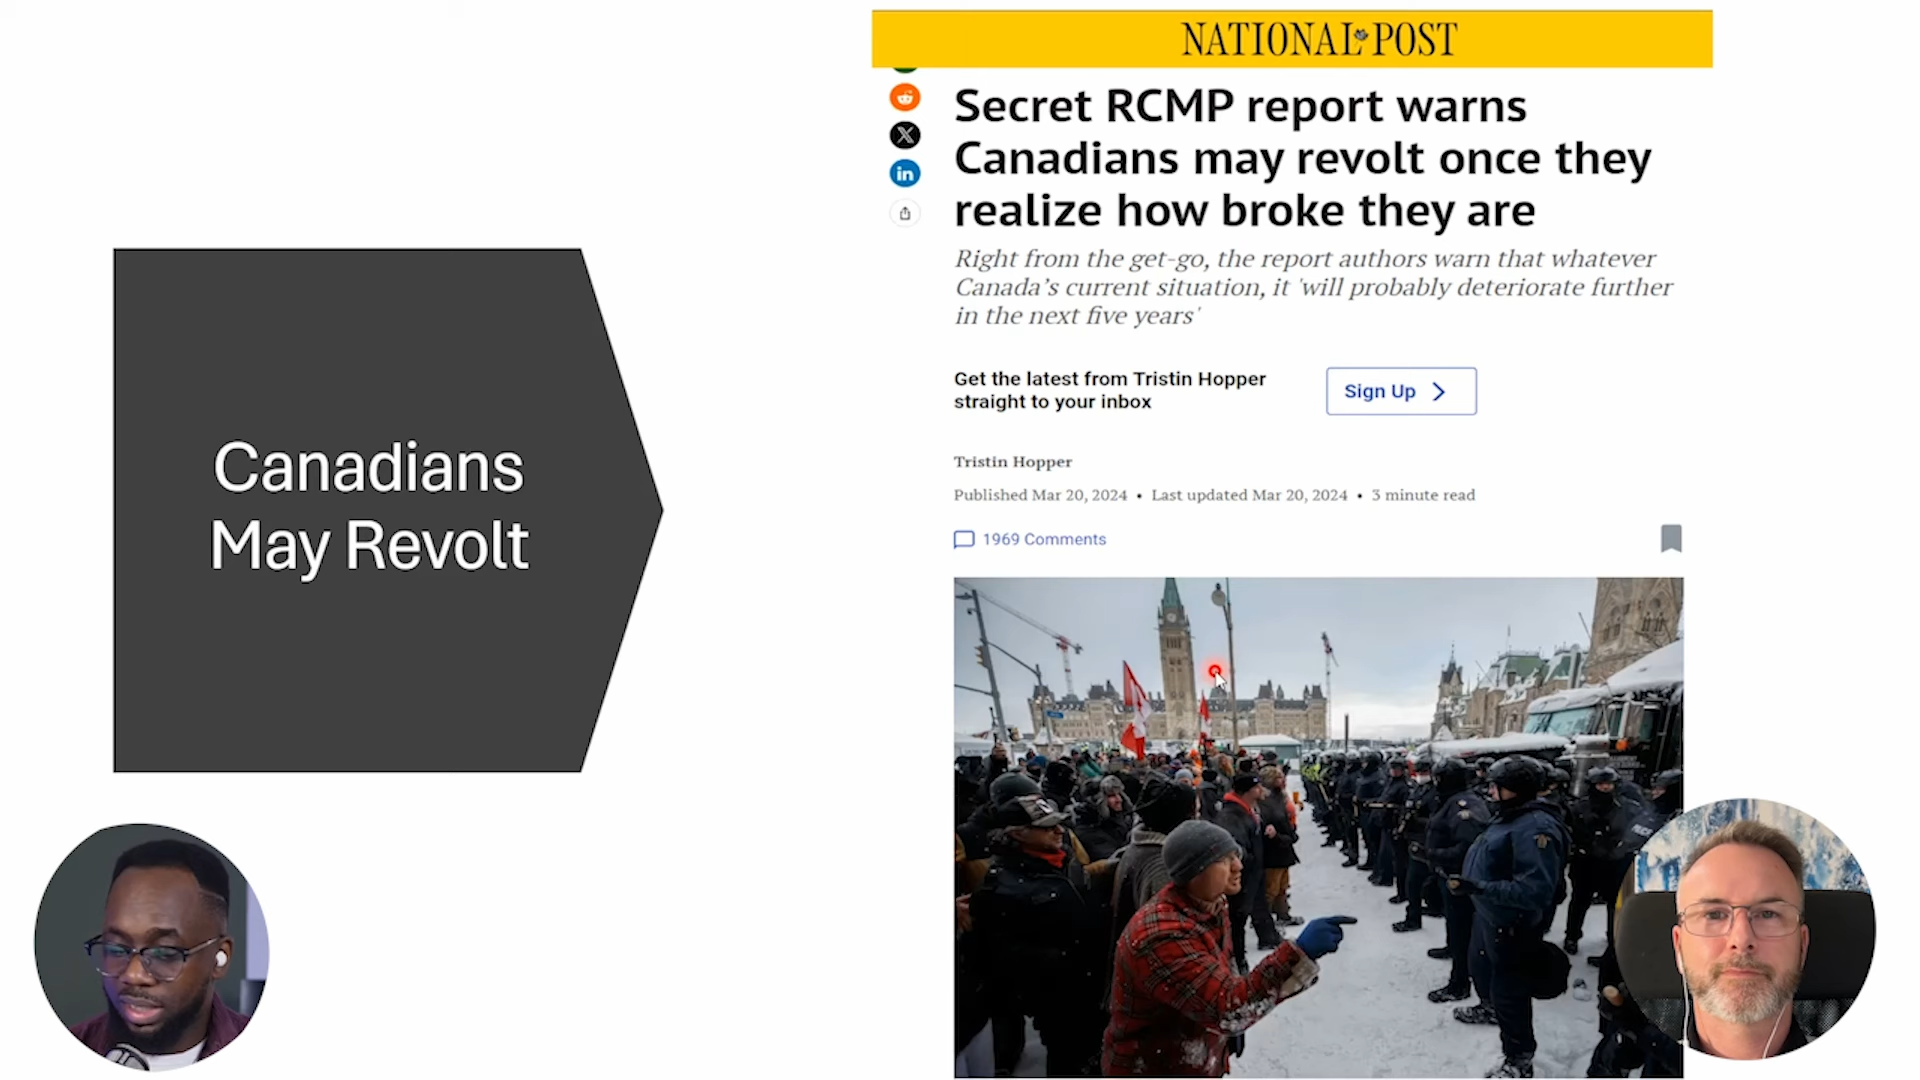 NATIONAL POST
Secret RCMP report warns
Canadians may revolt once they
realize how broke they are
Right from the get-go, the report authors warn that whatever
Canada's current situation, it 'will probably deteriorate further
in the next five years'
Get the latest from Tristin Hopper
straight to your inbox
Sign Up
Tristin Hopper
Published Mar 20, 2024 • Last updated Mar 20, 2024 • 3 minute read
1969 Comments
Canadians
May Revolt